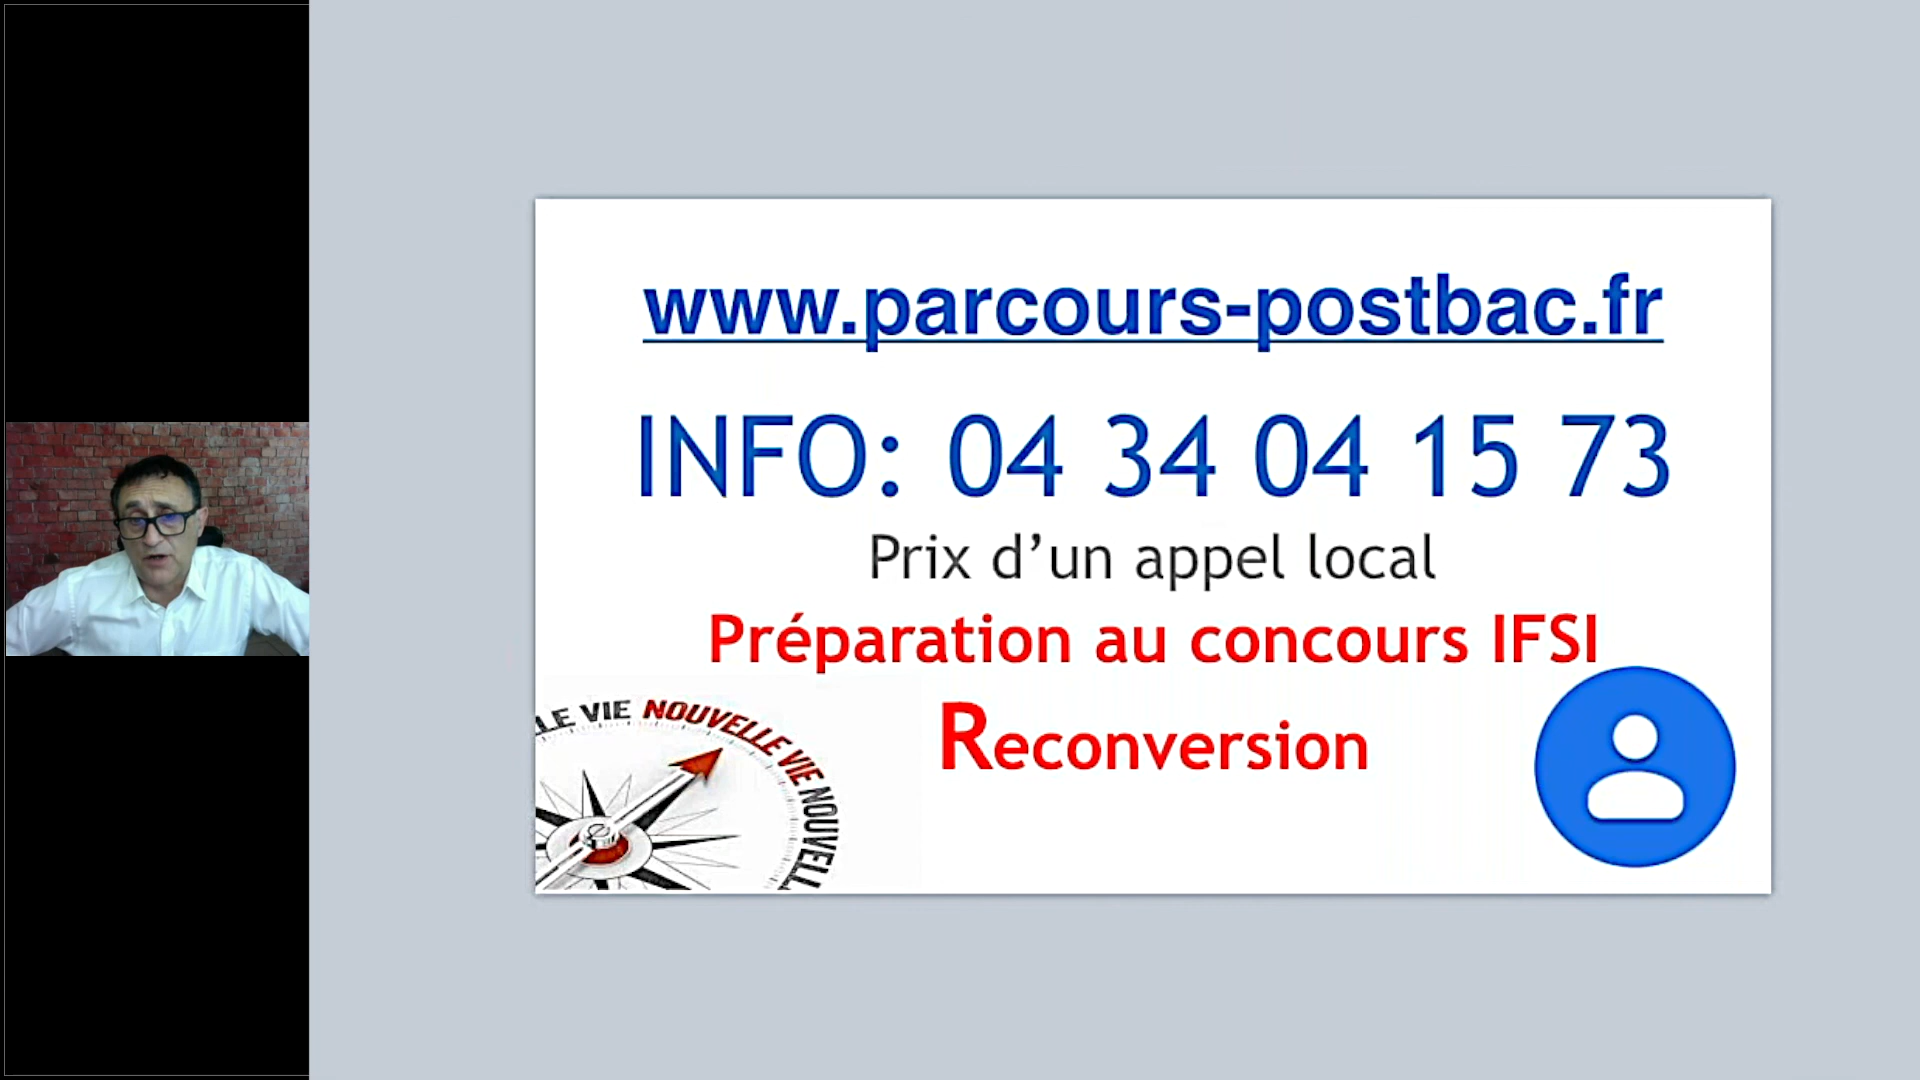 www.parcours-postbac.fr
INFO: 04 34 04 15 73
Prix d’un appel local
Préparation au concours IFSI
Reconversion
LE VIE NOUVELLE VIE NOUVELL